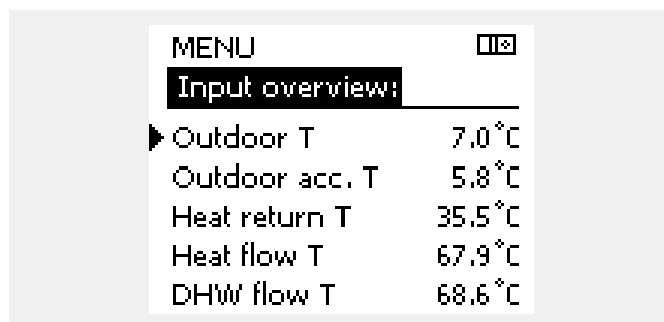 MENU
Input overview:
Outdoor T 7.0°C
Outdoor acc. T 5.8°C
Heat return T 35.5°C
Heat flow T 67.9°C
DHW flow T 68.6°C